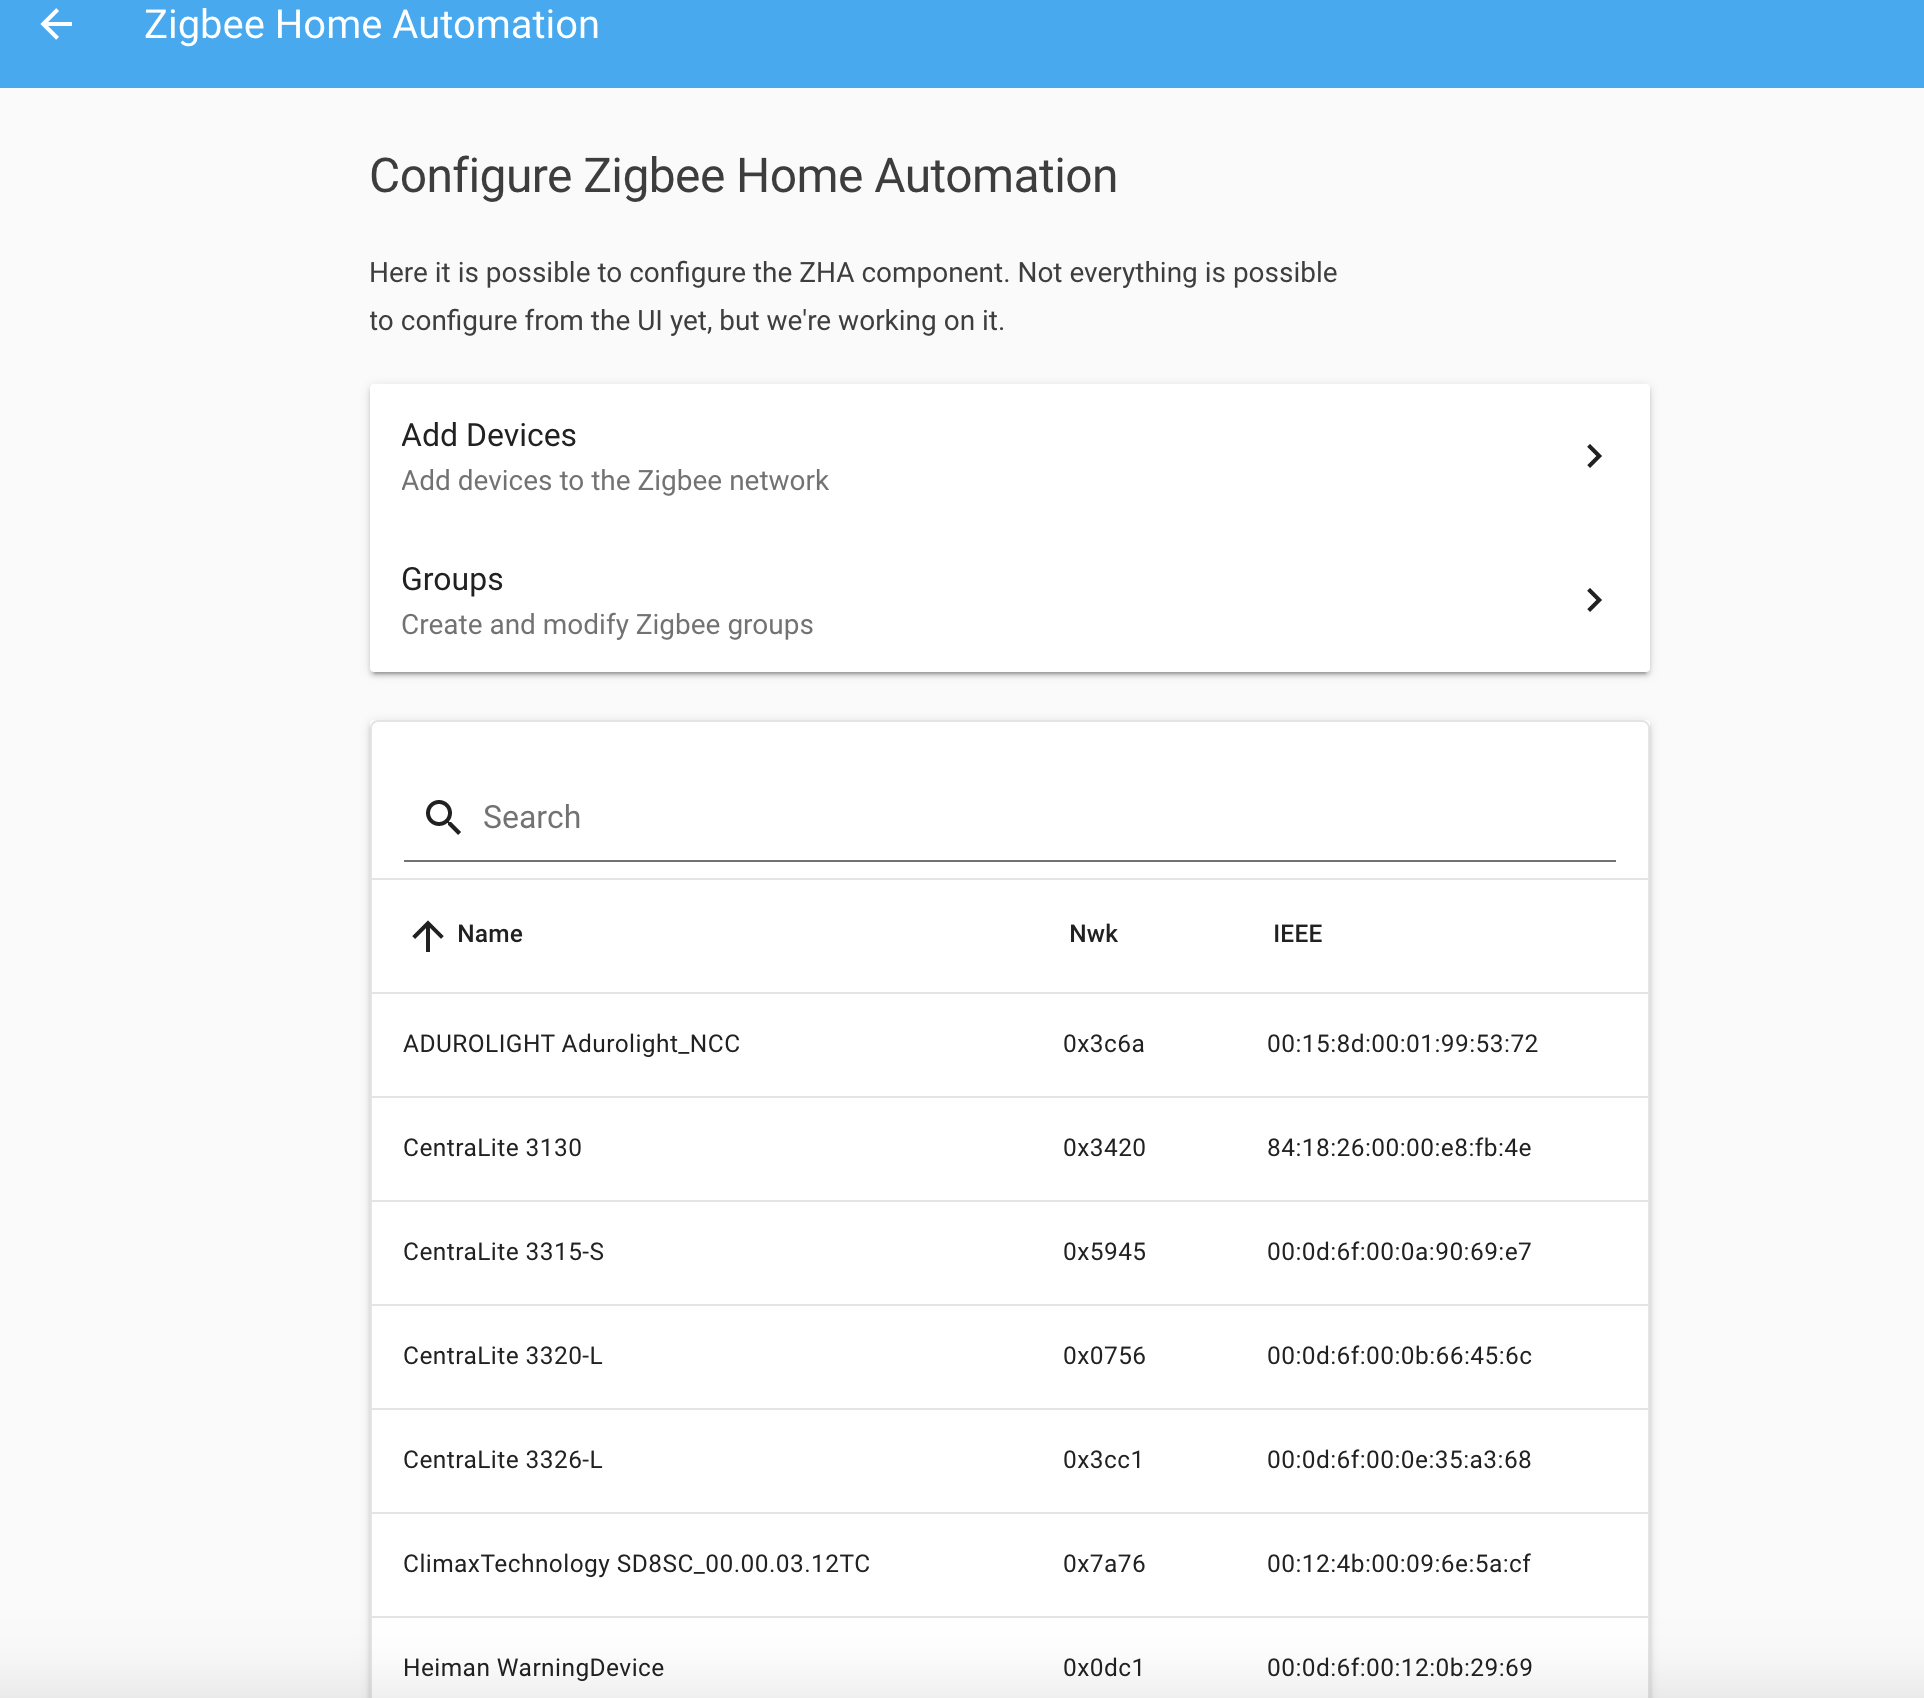 Zigbee Home Automation
Configure Zigbee Home Automation
Here it is possible to configure the ZHA component. Not everything is possible
to configure from the UI yet, but we're working on it.
Add Devices
Add devices to the Zigbee network
Groups
Create and modify Zigbee groups
Search
Name Nwk IEEE
ADUROLIGHT Adurolight_NCC 0x3c6a 00:15:8d:00:01:99:53:72
CentraLite 3130 0x3420 84:18:26:00:00:e8:fb:4e
CentraLite 3315-S 0x5945 00:0d:6f:00:0a:90:69:e7
CentraLite 3320-L 0x0756 00:0d:6f:00:0b:66:45:6c
CentraLite 3326-L 0x3cc1 00:0d:6f:00:0e:35:a3:68
ClimaxTechnology SD8SC_00.00.03.12TC 0x7a76 00:12:4b:00:09:6e:5a:cf
Heiman WarningDevice 0x0dc1 00:0d:6f:00:12:0b:29:69